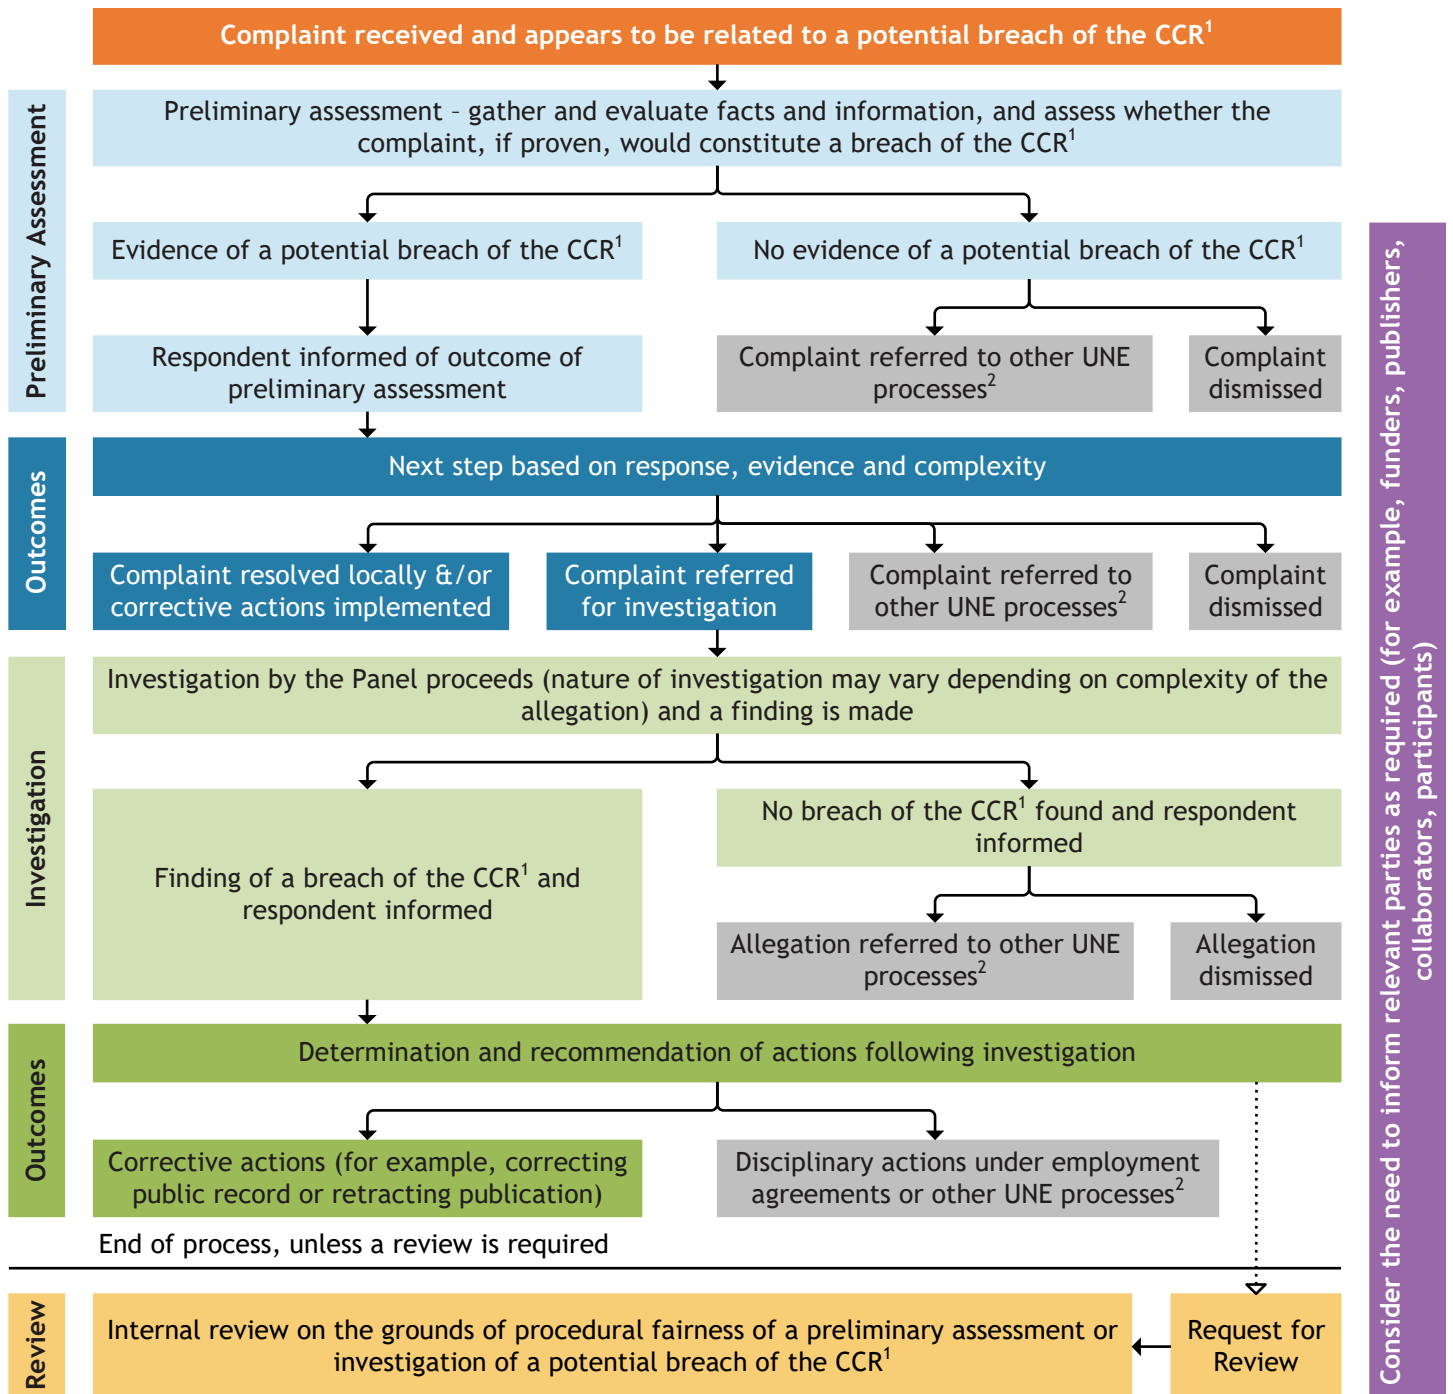 Complaint received and appears to be related to a potential breach of the CCR¹
Preliminary Assessment
Preliminary assessment – gather and evaluate facts and information, and assess whether the
complaint, if proven, would constitute a breach of the CCR¹
Evidence of a potential breach of the CCR¹
No evidence of a potential breach of the CCR¹
Respondent informed of outcome of
preliminary assessment
Complaint referred to other UNE
processes²
Complaint
dismissed
Outcomes
Next step based on response, evidence and complexity
Complaint resolved locally &/or
corrective actions implemented
Complaint referred
for investigation
Complaint referred to
other UNE processes²
Complaint
dismissed
Investigation
Investigation by the Panel proceeds (nature of investigation may vary depending on complexity of the
allegation) and a finding is made
Finding of a breach of the CCR¹ and
respondent informed
No breach of the CCR¹ found and respondent
informed
Allegation referred to other UNE
processes²
Allegation
dismissed
Outcomes
Determination and recommendation of actions following investigation
Corrective actions (for example, correcting
public record or retracting publication)
Disciplinary actions under employment
agreements or other UNE processes²
End of process, unless a review is required
Review
Internal review on the grounds of procedural fairness of a preliminary assessment or
investigation of a potential breach of the CCR¹
Request for
Review
Consider the need to inform relevant parties as required (for example, funders, publishers,
collaborators, participants)